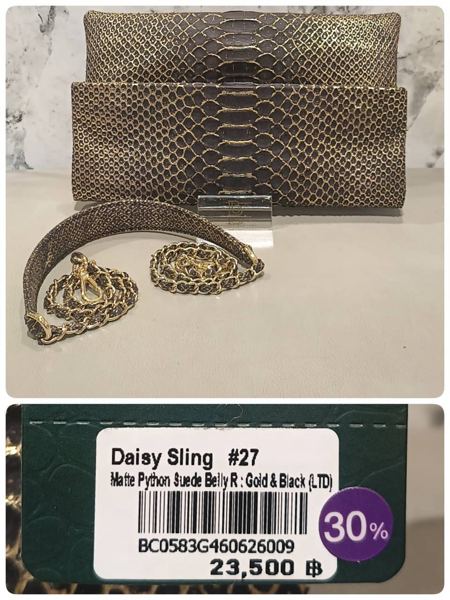 Daisy Sling #27
Matte Python Suede Belly R : Gold & Black (LTD)
30%
BC0583G460626009
23,500 ฿